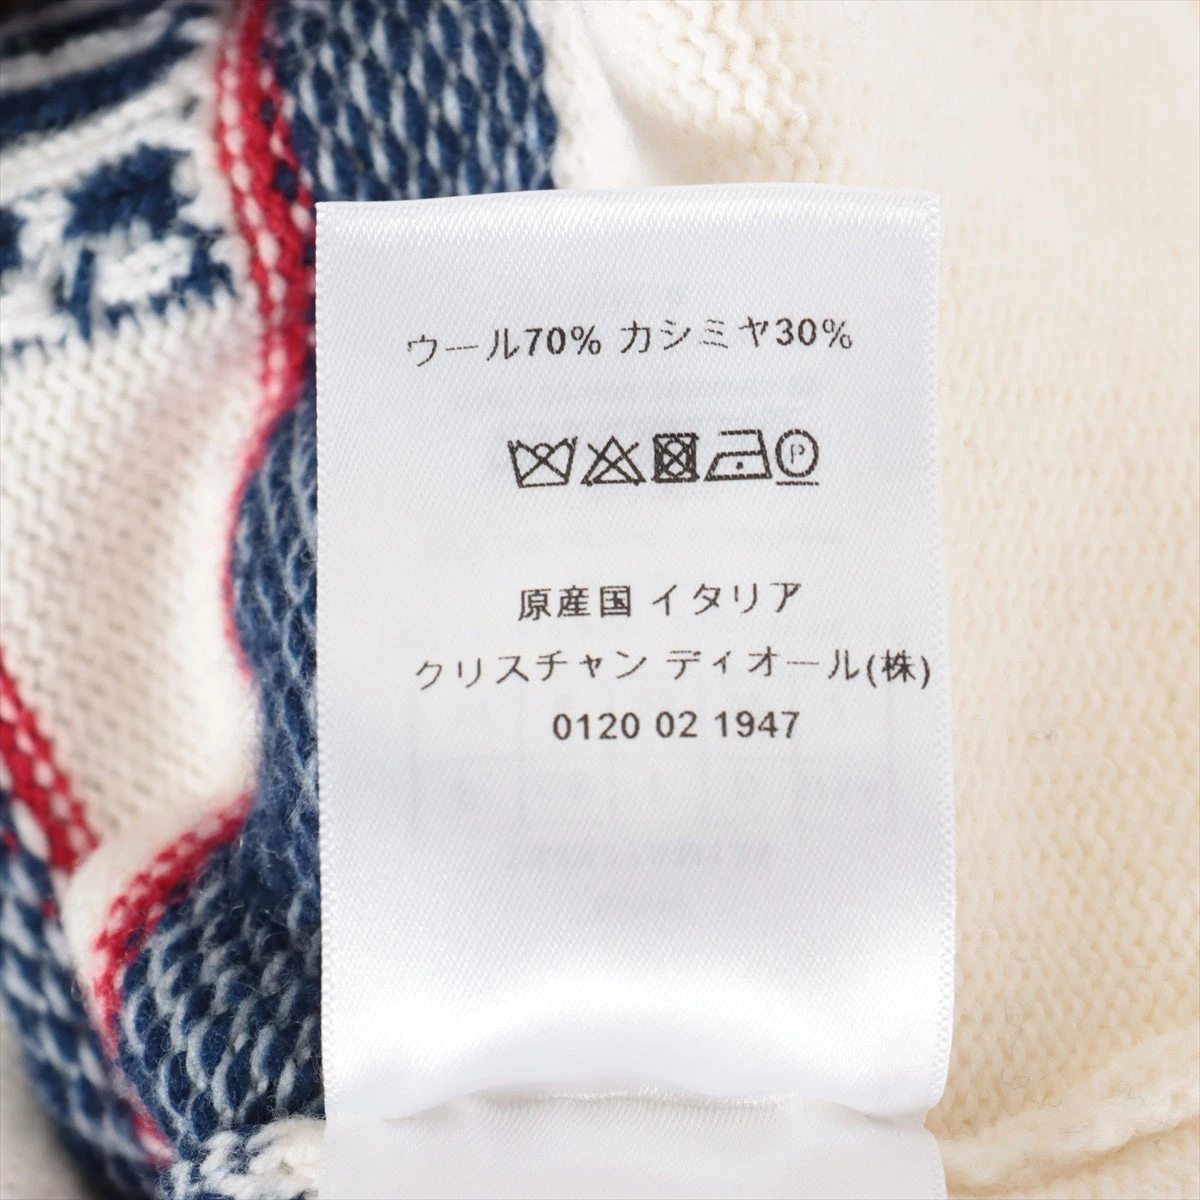 ウール70% カシミヤ30%
P
原産国 イタリア
クリスチャン ディオール(株)
0120 02 1947